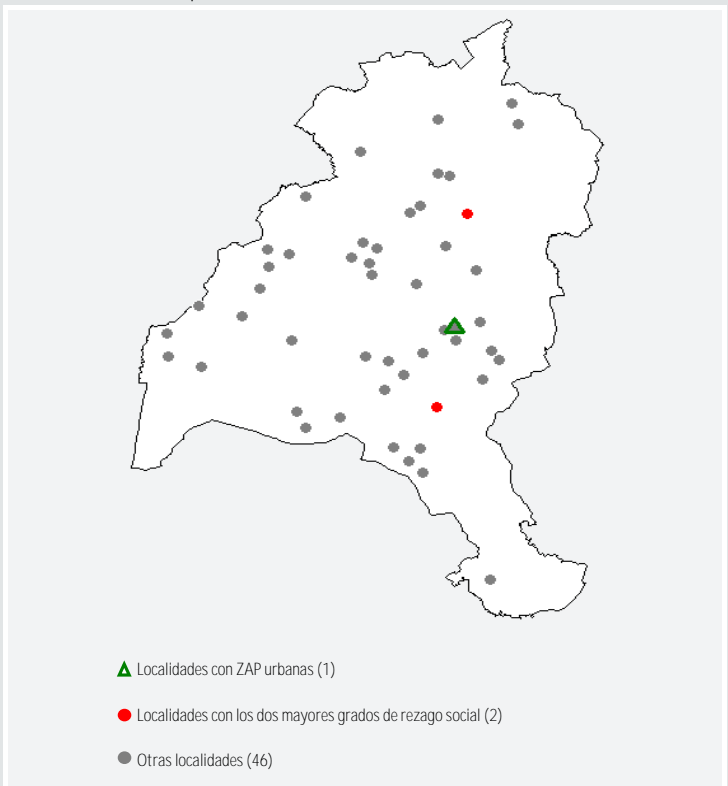 Localidades con ZAP urbanas (1)
Localidades con los dos mayores grados de rezago social (2)
Otras localidades (46)